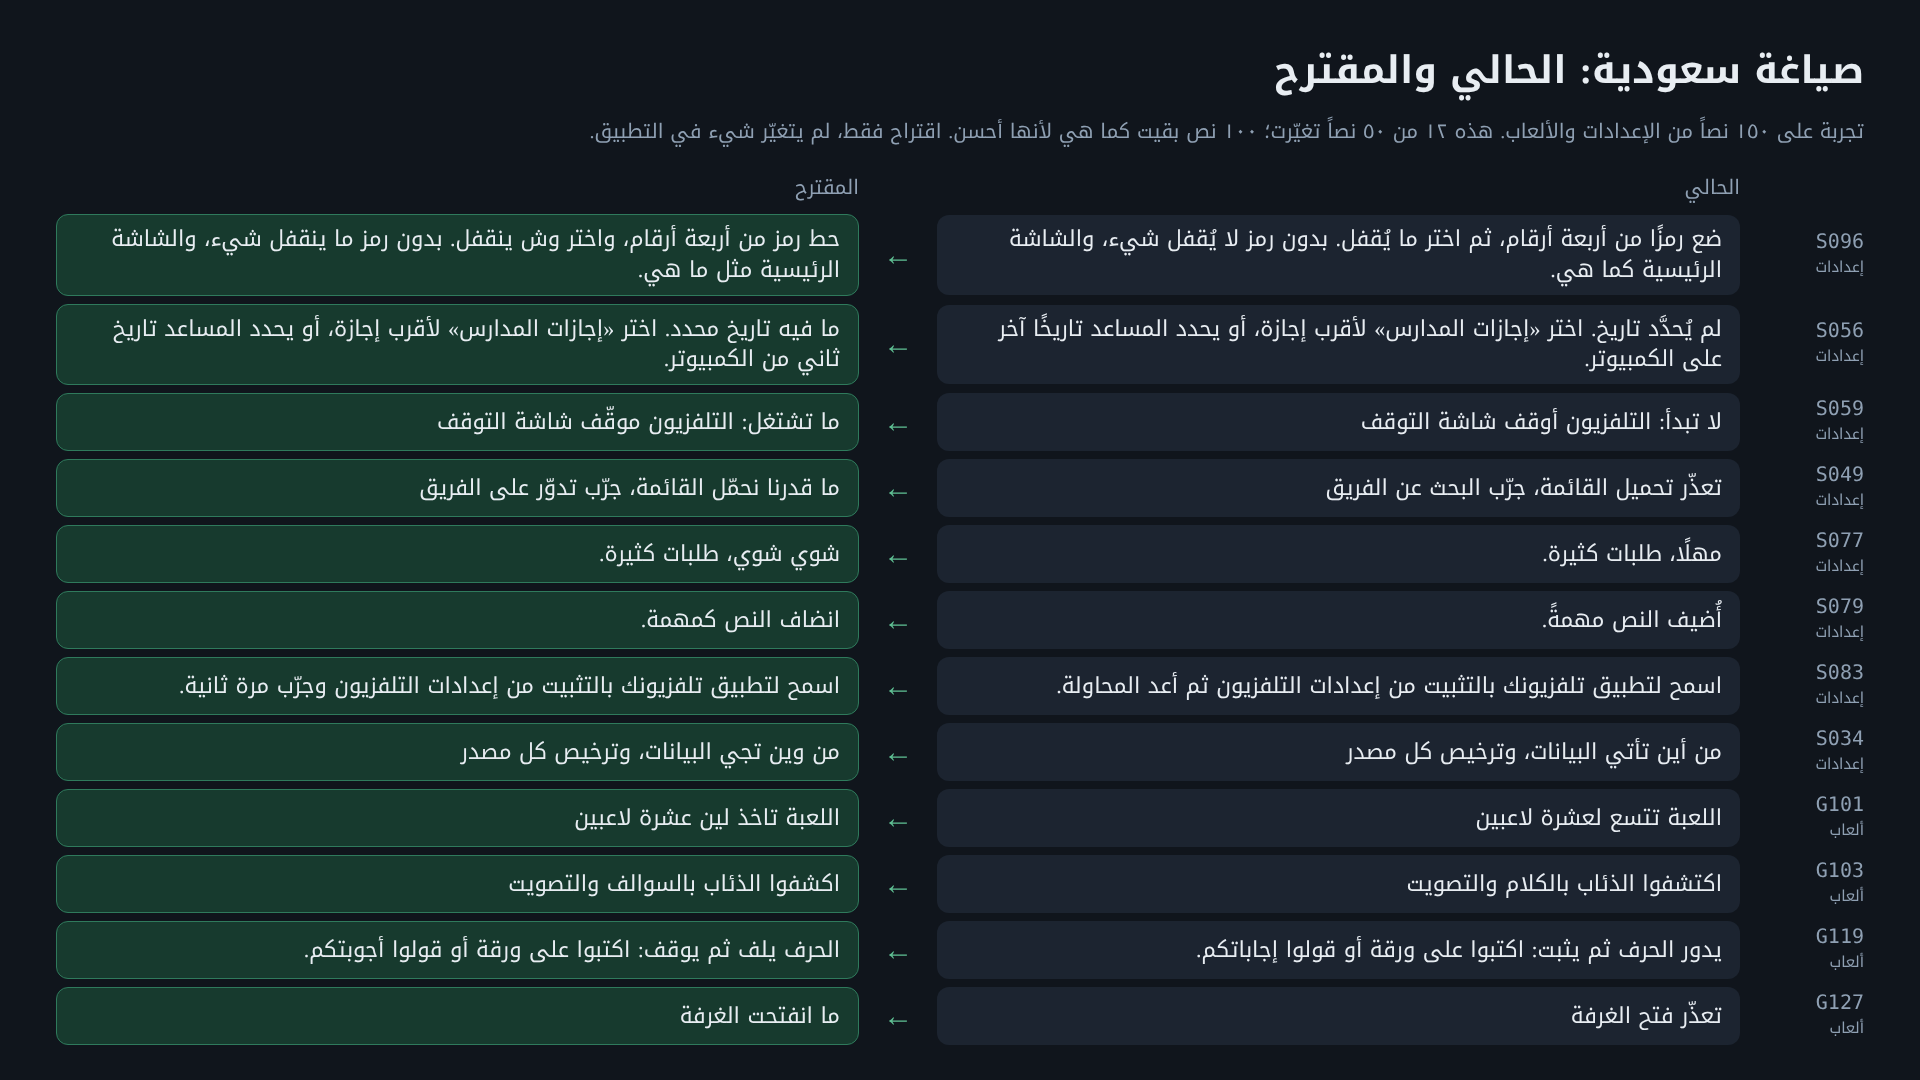 صياغة سعودية: الحالي والمقترح
تجربة على ١٥٠ نصاً من الإعدادات والألعاب. هذه ١٢ من ٥٠ نصاً تغيّرت؛ ١٠٠ نص بقيت كما هي لأنها أحسن. اقتراح فقط، لم يتغيّر شيء في التطبيق.
الحالي
المقترح
S096
إعدادات
ضع رمزًا من أربعة أرقام، ثم اختر ما يُقفل. بدون رمز لا يُقفل شيء، والشاشة
الرئيسية كما هي.
←
حط رمز من أربعة أرقام، واختر وش ينقفل. بدون رمز ما ينقفل شيء، والشاشة
الرئيسية مثل ما هي.
S056
إعدادات
لم يُحدَّد تاريخ. اختر «إجازات المدارس» لأقرب إجازة، أو يحدد المساعد تاريخًا آخر
على الكمبيوتر.
←
ما فيه تاريخ محدد. اختر «إجازات المدارس» لأقرب إجازة، أو يحدد المساعد تاريخ
ثاني من الكمبيوتر.
S059
إعدادات
لا تبدأ: التلفزيون أوقف شاشة التوقف
←
ما تشتغل: التلفزيون موقّف شاشة التوقف
S049
إعدادات
تعذّر تحميل القائمة، جرّب البحث عن الفريق
←
ما قدرنا نحمّل القائمة، جرّب تدوّر على الفريق
S077
إعدادات
مهلًا، طلبات كثيرة.
←
شوي شوي، طلبات كثيرة.
S079
إعدادات
أُضيف النص مهمةً.
←
انضاف النص كمهمة.
S083
إعدادات
اسمح لتطبيق تلفزيونك بالتثبيت من إعدادات التلفزيون ثم أعد المحاولة.
←
اسمح لتطبيق تلفزيونك بالتثبيت من إعدادات التلفزيون وجرّب مرة ثانية.
S034
إعدادات
من أين تأتي البيانات، وترخيص كل مصدر
←
من وين تجي البيانات، وترخيص كل مصدر
G101
ألعاب
اللعبة تتسع لعشرة لاعبين
←
اللعبة تاخذ لين عشرة لاعبين
G103
ألعاب
اكتشفوا الذئاب بالكلام والتصويت
←
اكشفوا الذئاب بالسوالف والتصويت
G119
ألعاب
يدور الحرف ثم يثبت: اكتبوا على ورقة أو قولوا إجاباتكم.
←
الحرف يلف ثم يوقف: اكتبوا على ورقة أو قولوا أجوبتكم.
G127
ألعاب
تعذّر فتح الغرفة
←
ما انفتحت الغرفة